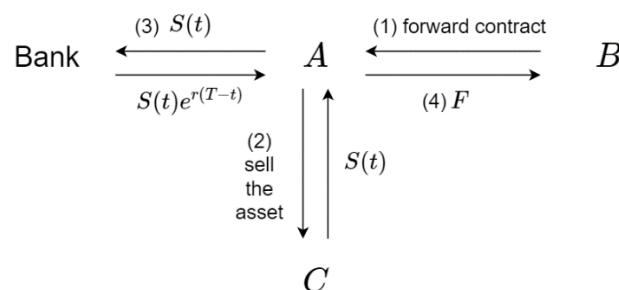 (3) S(t)
(1) forward contract
Bank
A
B
S(t)e^{r(T−t)}
(4) F
(2)
sell
the
asset
S(t)
C